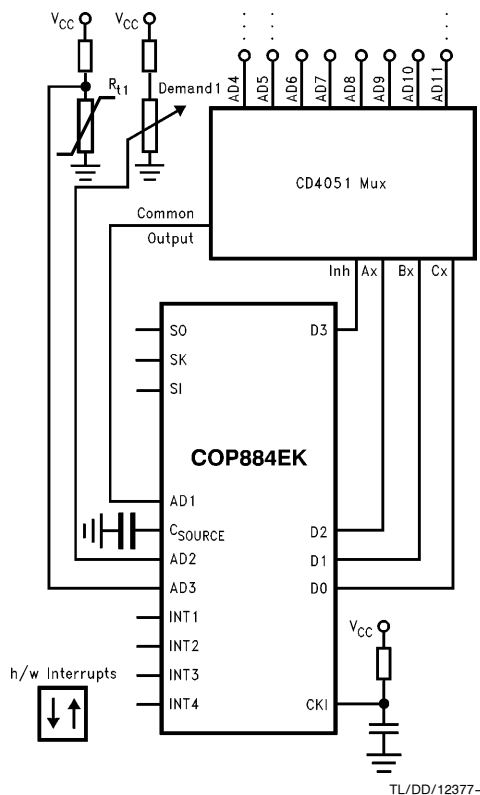 VCC
VCC
Rt1
Demand1
AD4
AD5
AD6
AD7
AD8
AD9
AD10
AD11
CD4051 Mux
Common
Output
Inh
Ax
Bx
Cx
SO
SK
SI
D3
COP884EK
AD1
CSOURCE
AD2
AD3
D2
D1
D0
INT1
INT2
INT3
INT4
VCC
h/w Interrupts
CKI
TL/DD/12377-